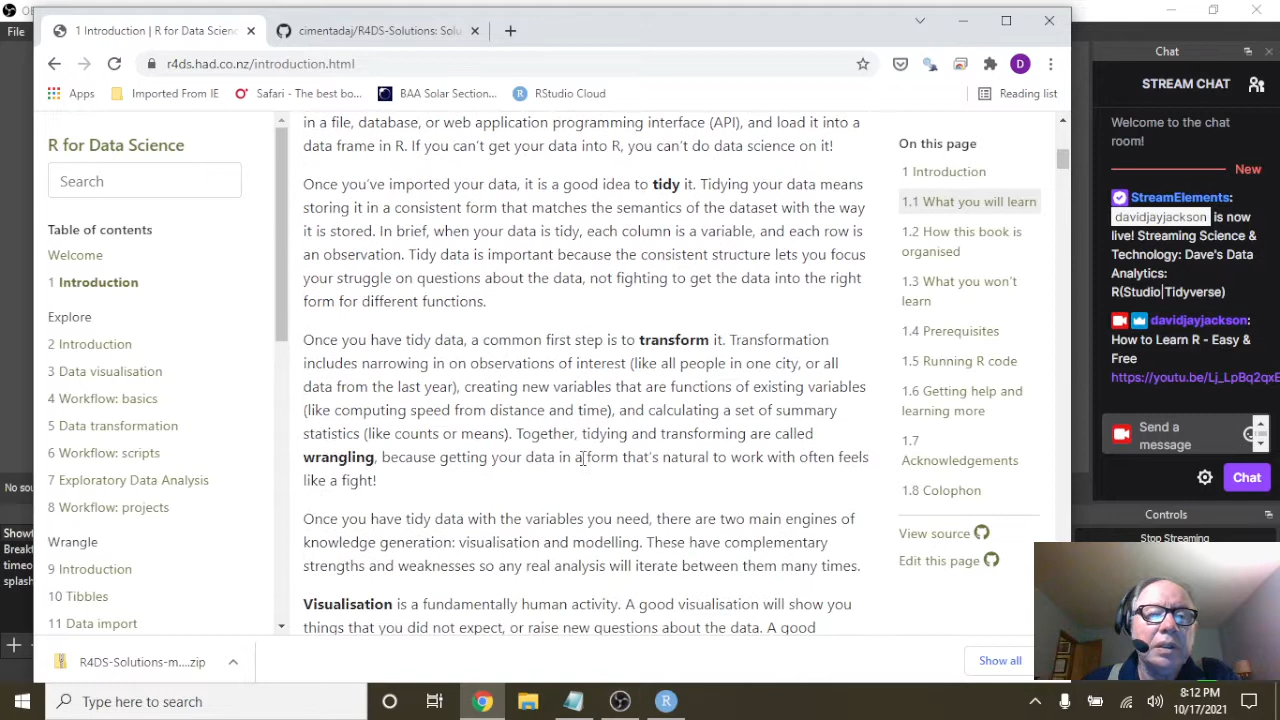 File
1 Introduction | R for Data Scienc
cimentadaj/R4DS-Solutions: Solu
r4ds.had.co.nz/introduction.html
D
Apps
Imported From IE
Safari - The best bo...
BAA Solar Section...
RStudio Cloud
Reading list
R for Data Science
Search
Table of contents
Welcome
1 Introduction
Explore
2 Introduction
3 Data visualisation
4 Workflow: basics
5 Data transformation
6 Workflow: scripts
7 Exploratory Data Analysis
8 Workflow: projects
Wrangle
9 Introduction
10 Tibbles
11 Data import
in a file, database, or web application programming interface (API), and load it into a
data frame in R. If you can't get your data into R, you can't do data science on it!
Once you've imported your data, it is a good idea to tidy it. Tidying your data means
storing it in a consistent form that matches the semantics of the dataset with the way
it is stored. In brief, when your data is tidy, each column is a variable, and each row is
an observation. Tidy data is important because the consistent structure lets you focus
your struggle on questions about the data, not fighting to get the data into the right
form for different functions.
Once you have tidy data, a common first step is to transform it. Transformation
includes narrowing in on observations of interest (like all people in one city, or all
data from the last year), creating new variables that are functions of existing variables
(like computing speed from distance and time), and calculating a set of summary
statistics (like counts or means). Together, tidying and transforming are called
wrangling, because getting your data in a form that's natural to work with often feels
like a fight!
Once you have tidy data with the variables you need, there are two main engines of
knowledge generation: visualisation and modelling. These have complementary
strengths and weaknesses so any real analysis will iterate between them many times.
Visualisation is a fundamentally human activity. A good visualisation will show you
things that you did not expect, or raise new questions about the data. A good
On this page
1 Introduction
1.1 What you will learn
1.2 How this book is
organised
1.3 What you won't
learn
1.4 Prerequisites
1.5 Running R code
1.6 Getting help and
learning more
1.7
Acknowledgements
1.8 Colophon
View source
Edit this page
Chat
STREAM CHAT
Welcome to the chat
room!
New
StreamElements:
davidjayjackson is now
live! Streaming Science &
Technology: Dave's Data
Analytics:
R(Studio|Tidyverse)
davidjayjackson:
How to Learn R - Easy &
Free
https://youtu.be/Lj_LpBq2qx
Send a
message
Chat
Controls
Stop Streaming
No sou
Show!
Breakf
timeo
splash
R4DS-Solutions-m....zip
Show all
Type here to search
R
8:12 PM
10/17/2021